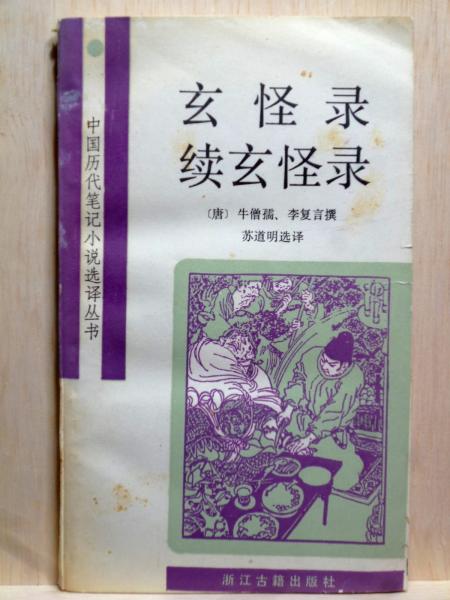 玄怪录
续玄怪录
〔唐〕牛僧孺、李复言撰
苏道明选译
中国历代笔记小说选译丛书
浙江古籍出版社